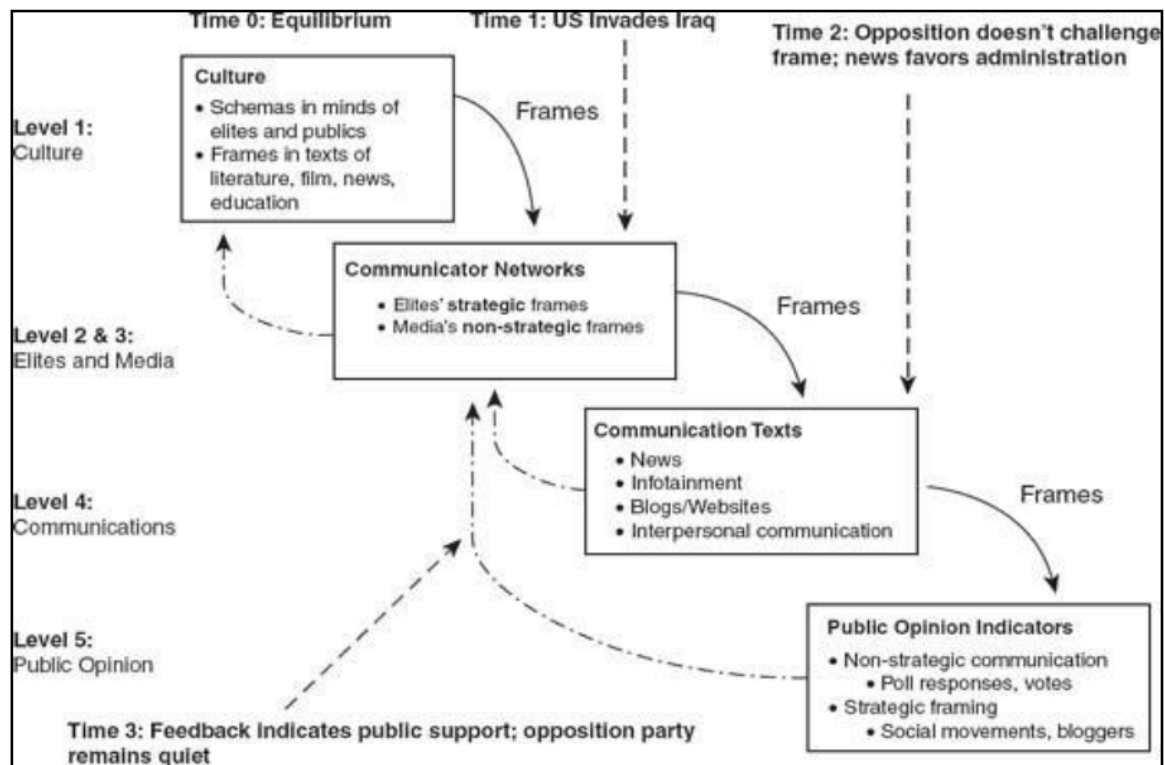 Time 0: Equilibrium
Time 1: US Invades Iraq
Time 2: Opposition doesn't challenge
frame; news favors administration
Culture
• Schemas in minds of
elites and publics
• Frames in texts of
literature, film, news,
education
Frames
Level 1:
Culture
Communicator Networks
• Elites' strategic frames
• Media's non-strategic frames
Frames
Level 2 & 3:
Elites and Media
Communication Texts
• News
• Infotainment
• Blogs/Websites
• Interpersonal communication
Frames
Level 4:
Communications
Public Opinion Indicators
• Non-strategic communication
• Poll responses, votes
• Strategic framing
• Social movements, bloggers
Level 5:
Public Opinion
Time 3: Feedback indicates public support; opposition party
remains quiet